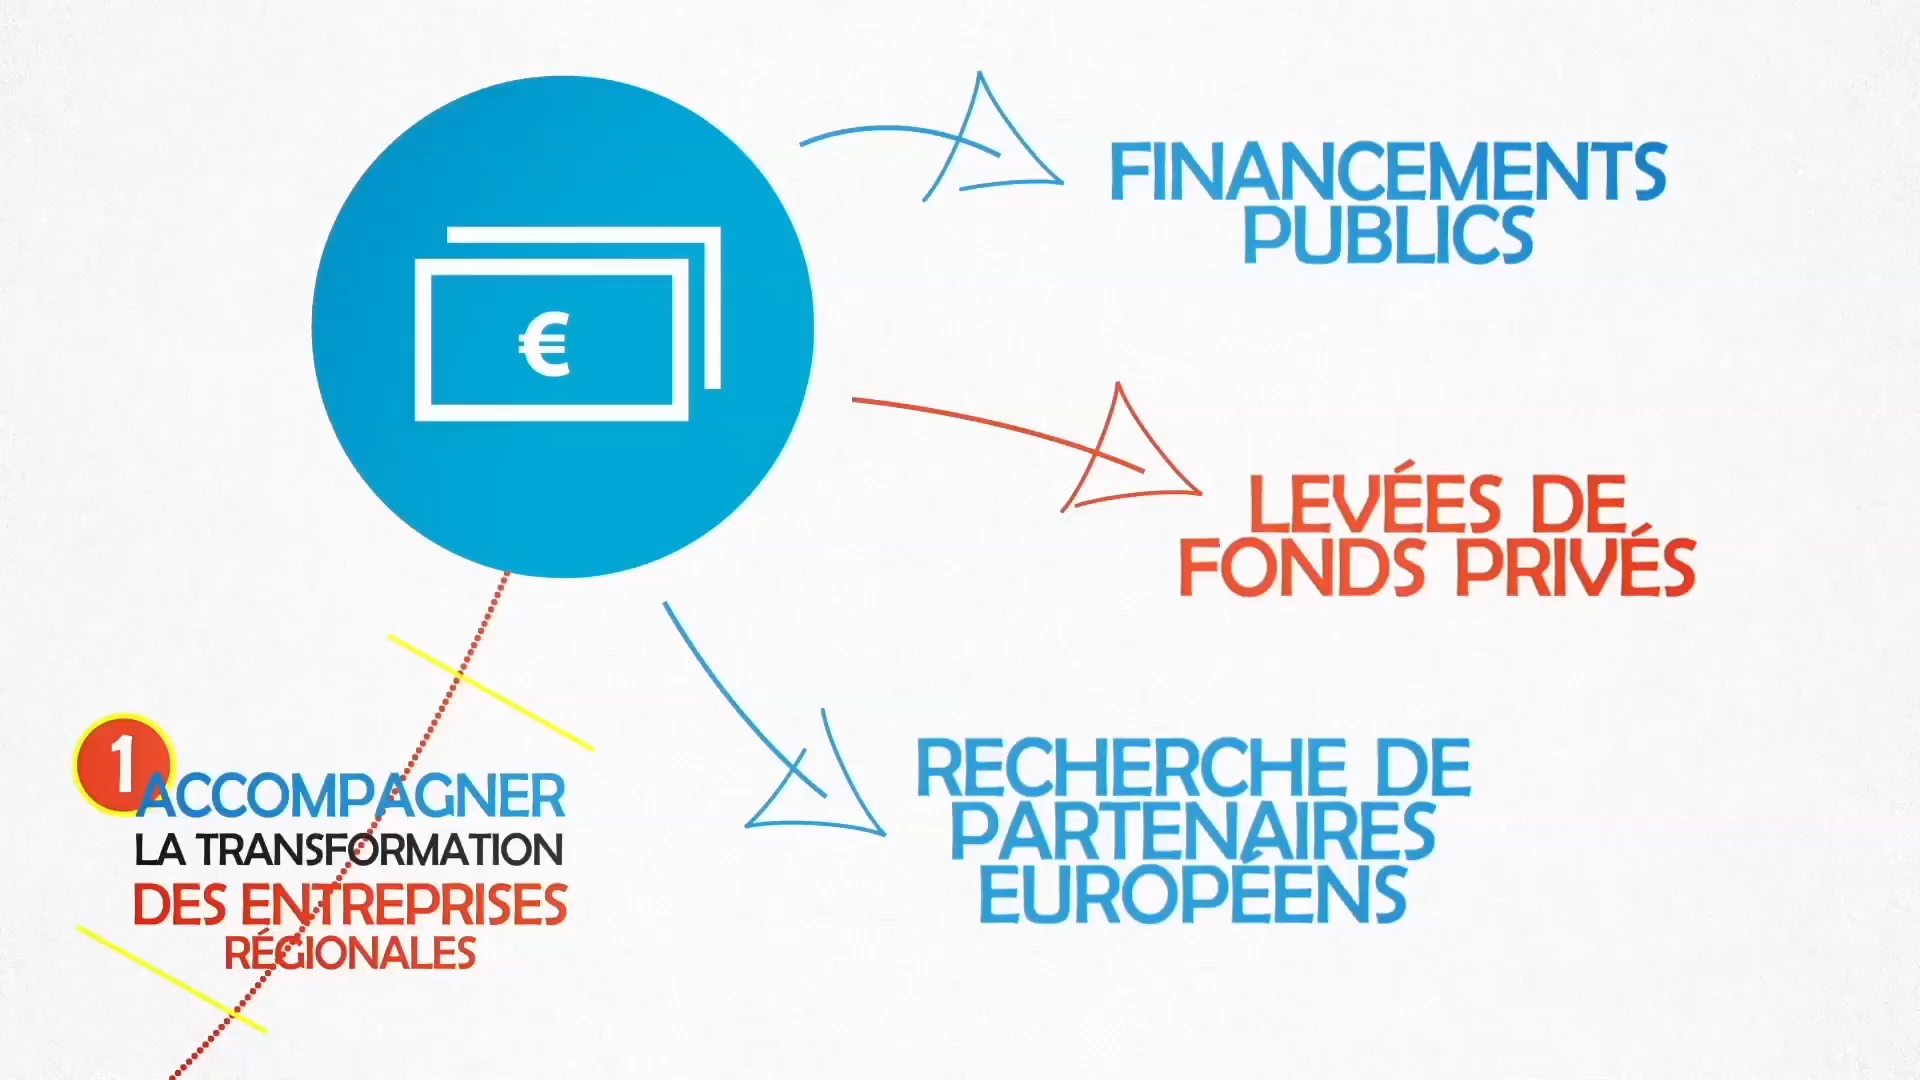 €
FINANCEMENTS
PUBLICS
LEVÉES DE
FONDS PRIVÉS
RECHERCHE DE
PARTENAIRES
EUROPÉENS
1
ACCOMPAGNER
LA TRANSFORMATION
DES ENTREPRISES
RÉGIONALES